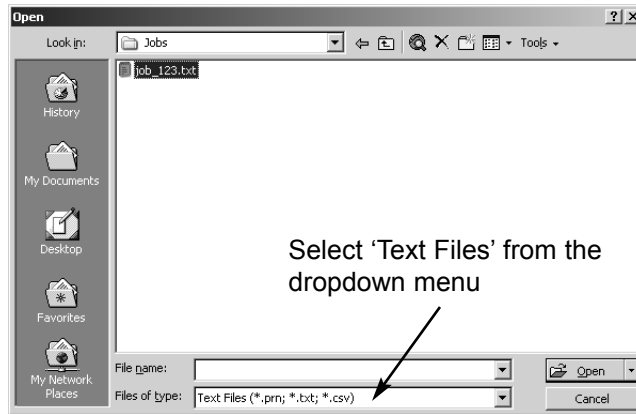 Open
Look in: Jobs Tools
job_123.txt
History
My Documents
Desktop
Favorites
My Network
Places
Select ‘Text Files’ from the
dropdown menu
File name: Open
Files of type: Text Files (*.prn; *.txt; *.csv) Cancel